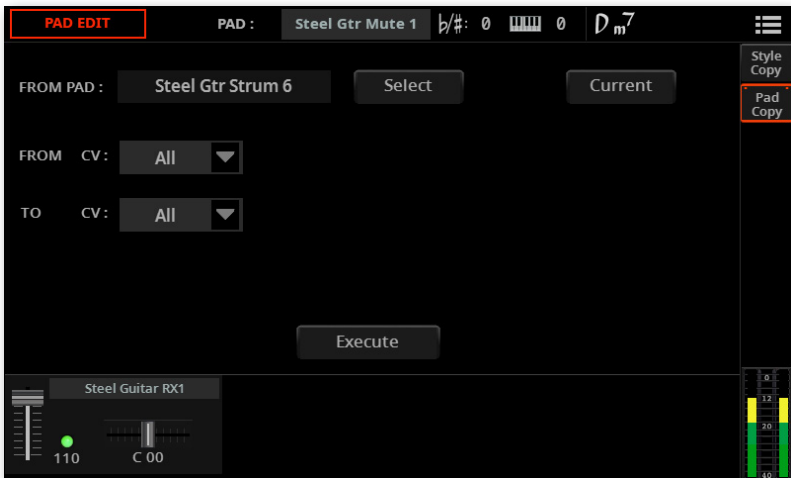 PAD EDIT PAD : Steel Gtr Mute 1 ♭/#: 0 0 Dm7
Style
Copy
FROM PAD : Steel Gtr Strum 6 Select Current
Pad
Copy
FROM CV : All
TO CV : All
Execute
Steel Guitar RX1
110 C 00
0
12
20
40